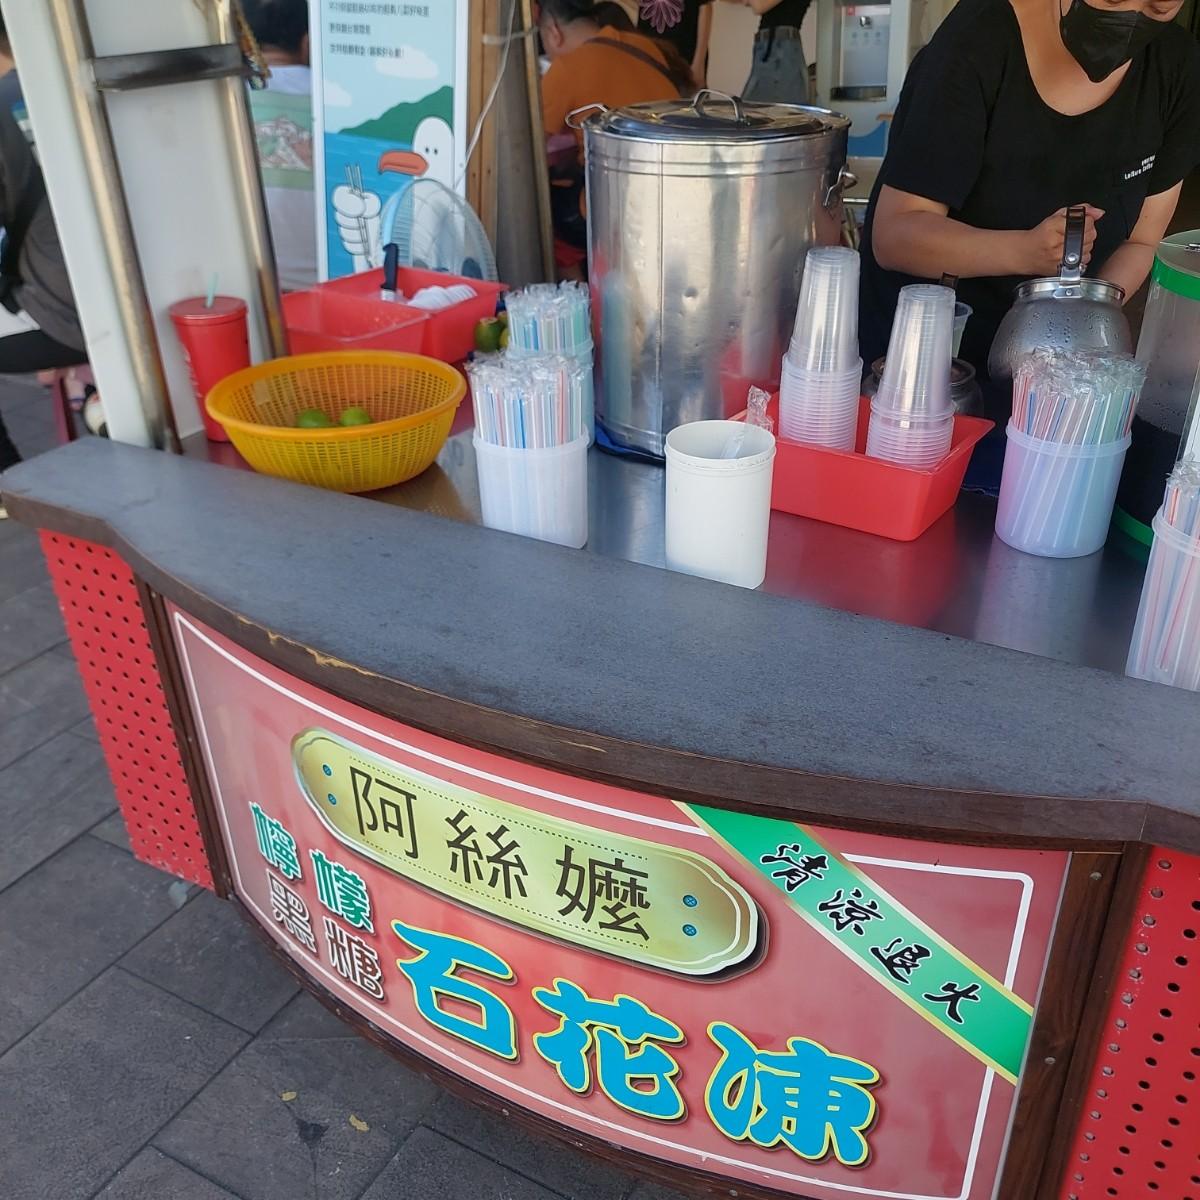 阿絲嬤
清涼退火
檸檬
黑糖
石花凍